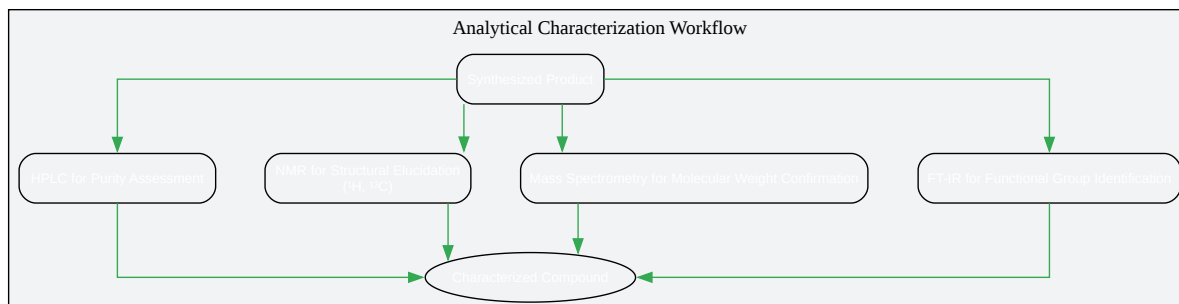 Analytical Characterization Workflow
Synthesized Product
HPLC for Purity Assessment
NMR for Structural Elucidation
(¹H, ¹³C)
Mass Spectrometry for Molecular Weight Confirmation
FT-IR for Functional Group Identification
Characterized Compound